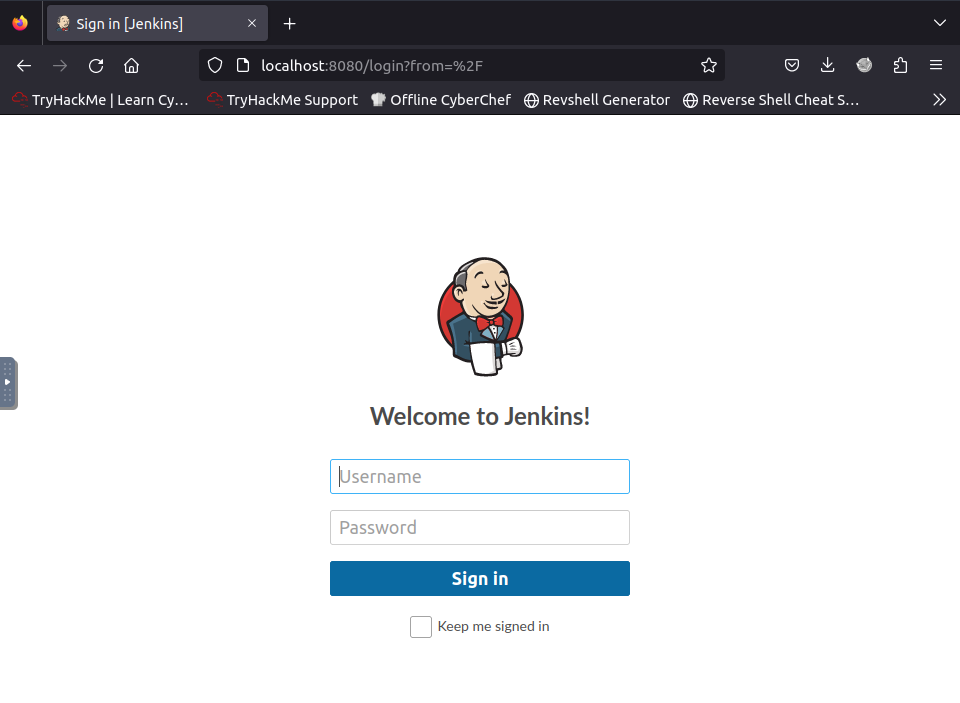 Sign in [Jenkins]
localhost:8080/login?from=%2F
TryHackMe | Learn Cy… TryHackMe Support Offline CyberChef Revshell Generator Reverse Shell Cheat S…
Welcome to Jenkins!
Username
Password
Sign in
Keep me signed in